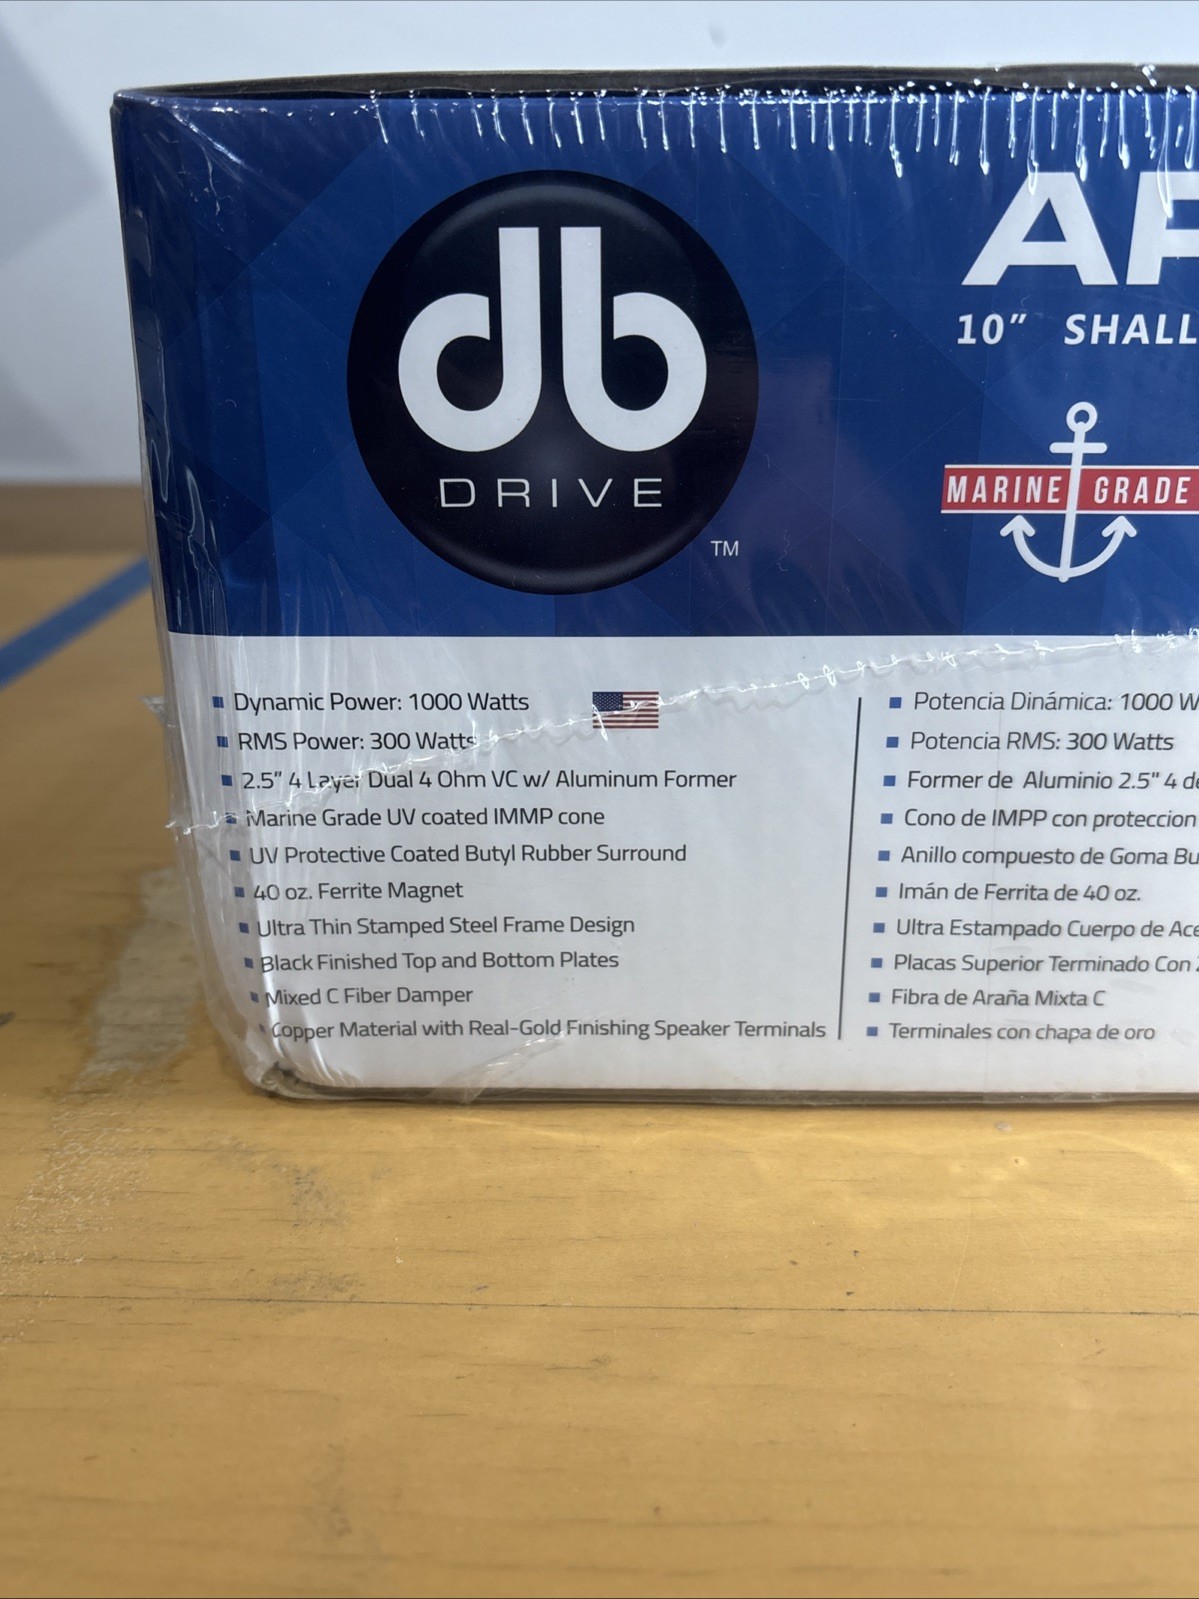 db
DRIVE
TM
AP
10” SHALL
MARINE GRADE
Dynamic Power: 1000 Watts
RMS Power: 300 Watts
2.5" 4 Layer Dual 4 Ohm VC w/ Aluminum Former
Marine Grade UV coated IMMP cone
UV Protective Coated Butyl Rubber Surround
40 oz. Ferrite Magnet
Ultra Thin Stamped Steel Frame Design
Black Finished Top and Bottom Plates
Mixed C Fiber Damper
Copper Material with Real-Gold Finishing Speaker Terminals
Potencia Dinámica: 1000 W
Potencia RMS: 300 Watts
Former de Aluminio 2.5" 4 de
Cono de IMPP con proteccion
Anillo compuesto de Goma Bu
Imán de Ferrita de 40 oz.
Ultra Estampado Cuerpo de Ace
Placas Superior Terminado Con
Fibra de Araña Mixta C
Terminales con chapa de oro